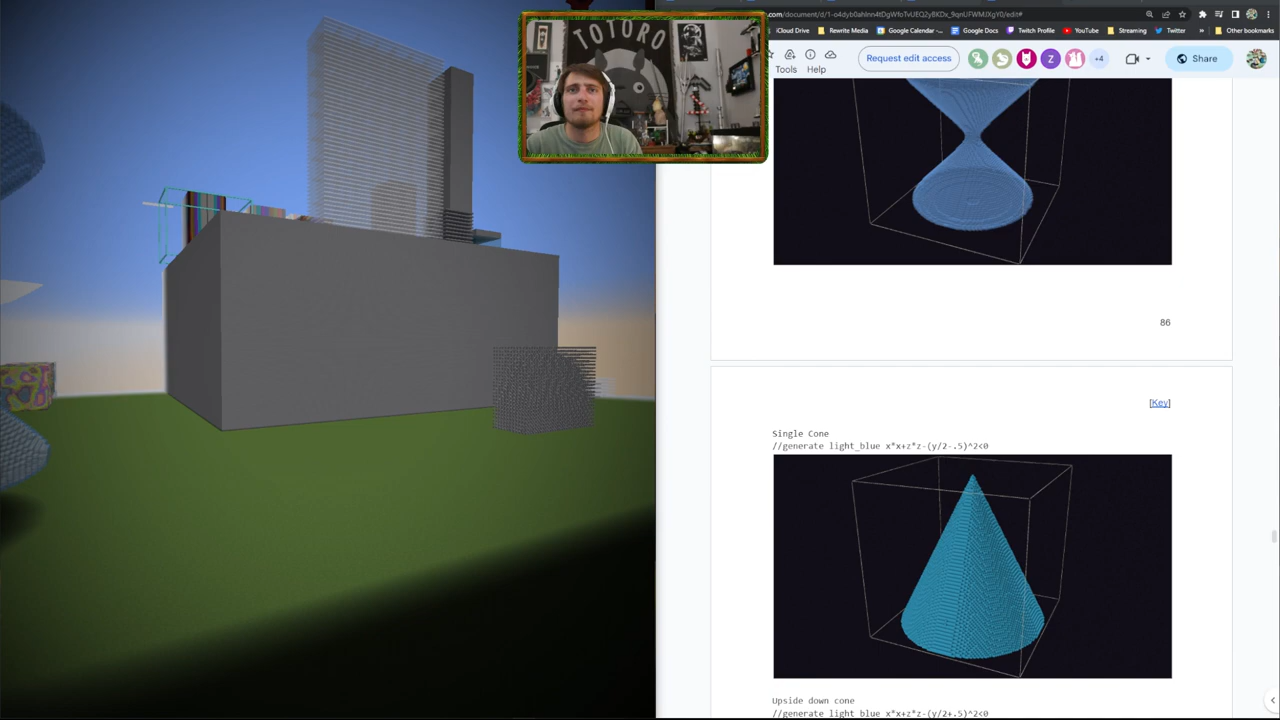 TOTORO
iCloud Drive
Rewrite Media
Google Calendar -...
Google Docs
Twitch Profile
YouTube
Streaming
Twitter
»
Other bookmarks
Tools
Help
Request edit access
Z
+4
Share
86
[Key]
Single Cone
//generate light_blue x*x+z*z-(y/2-.5)^2<0
Upside down cone
//generate light_blue x*x+z*z-(y/2+.5)^2<0